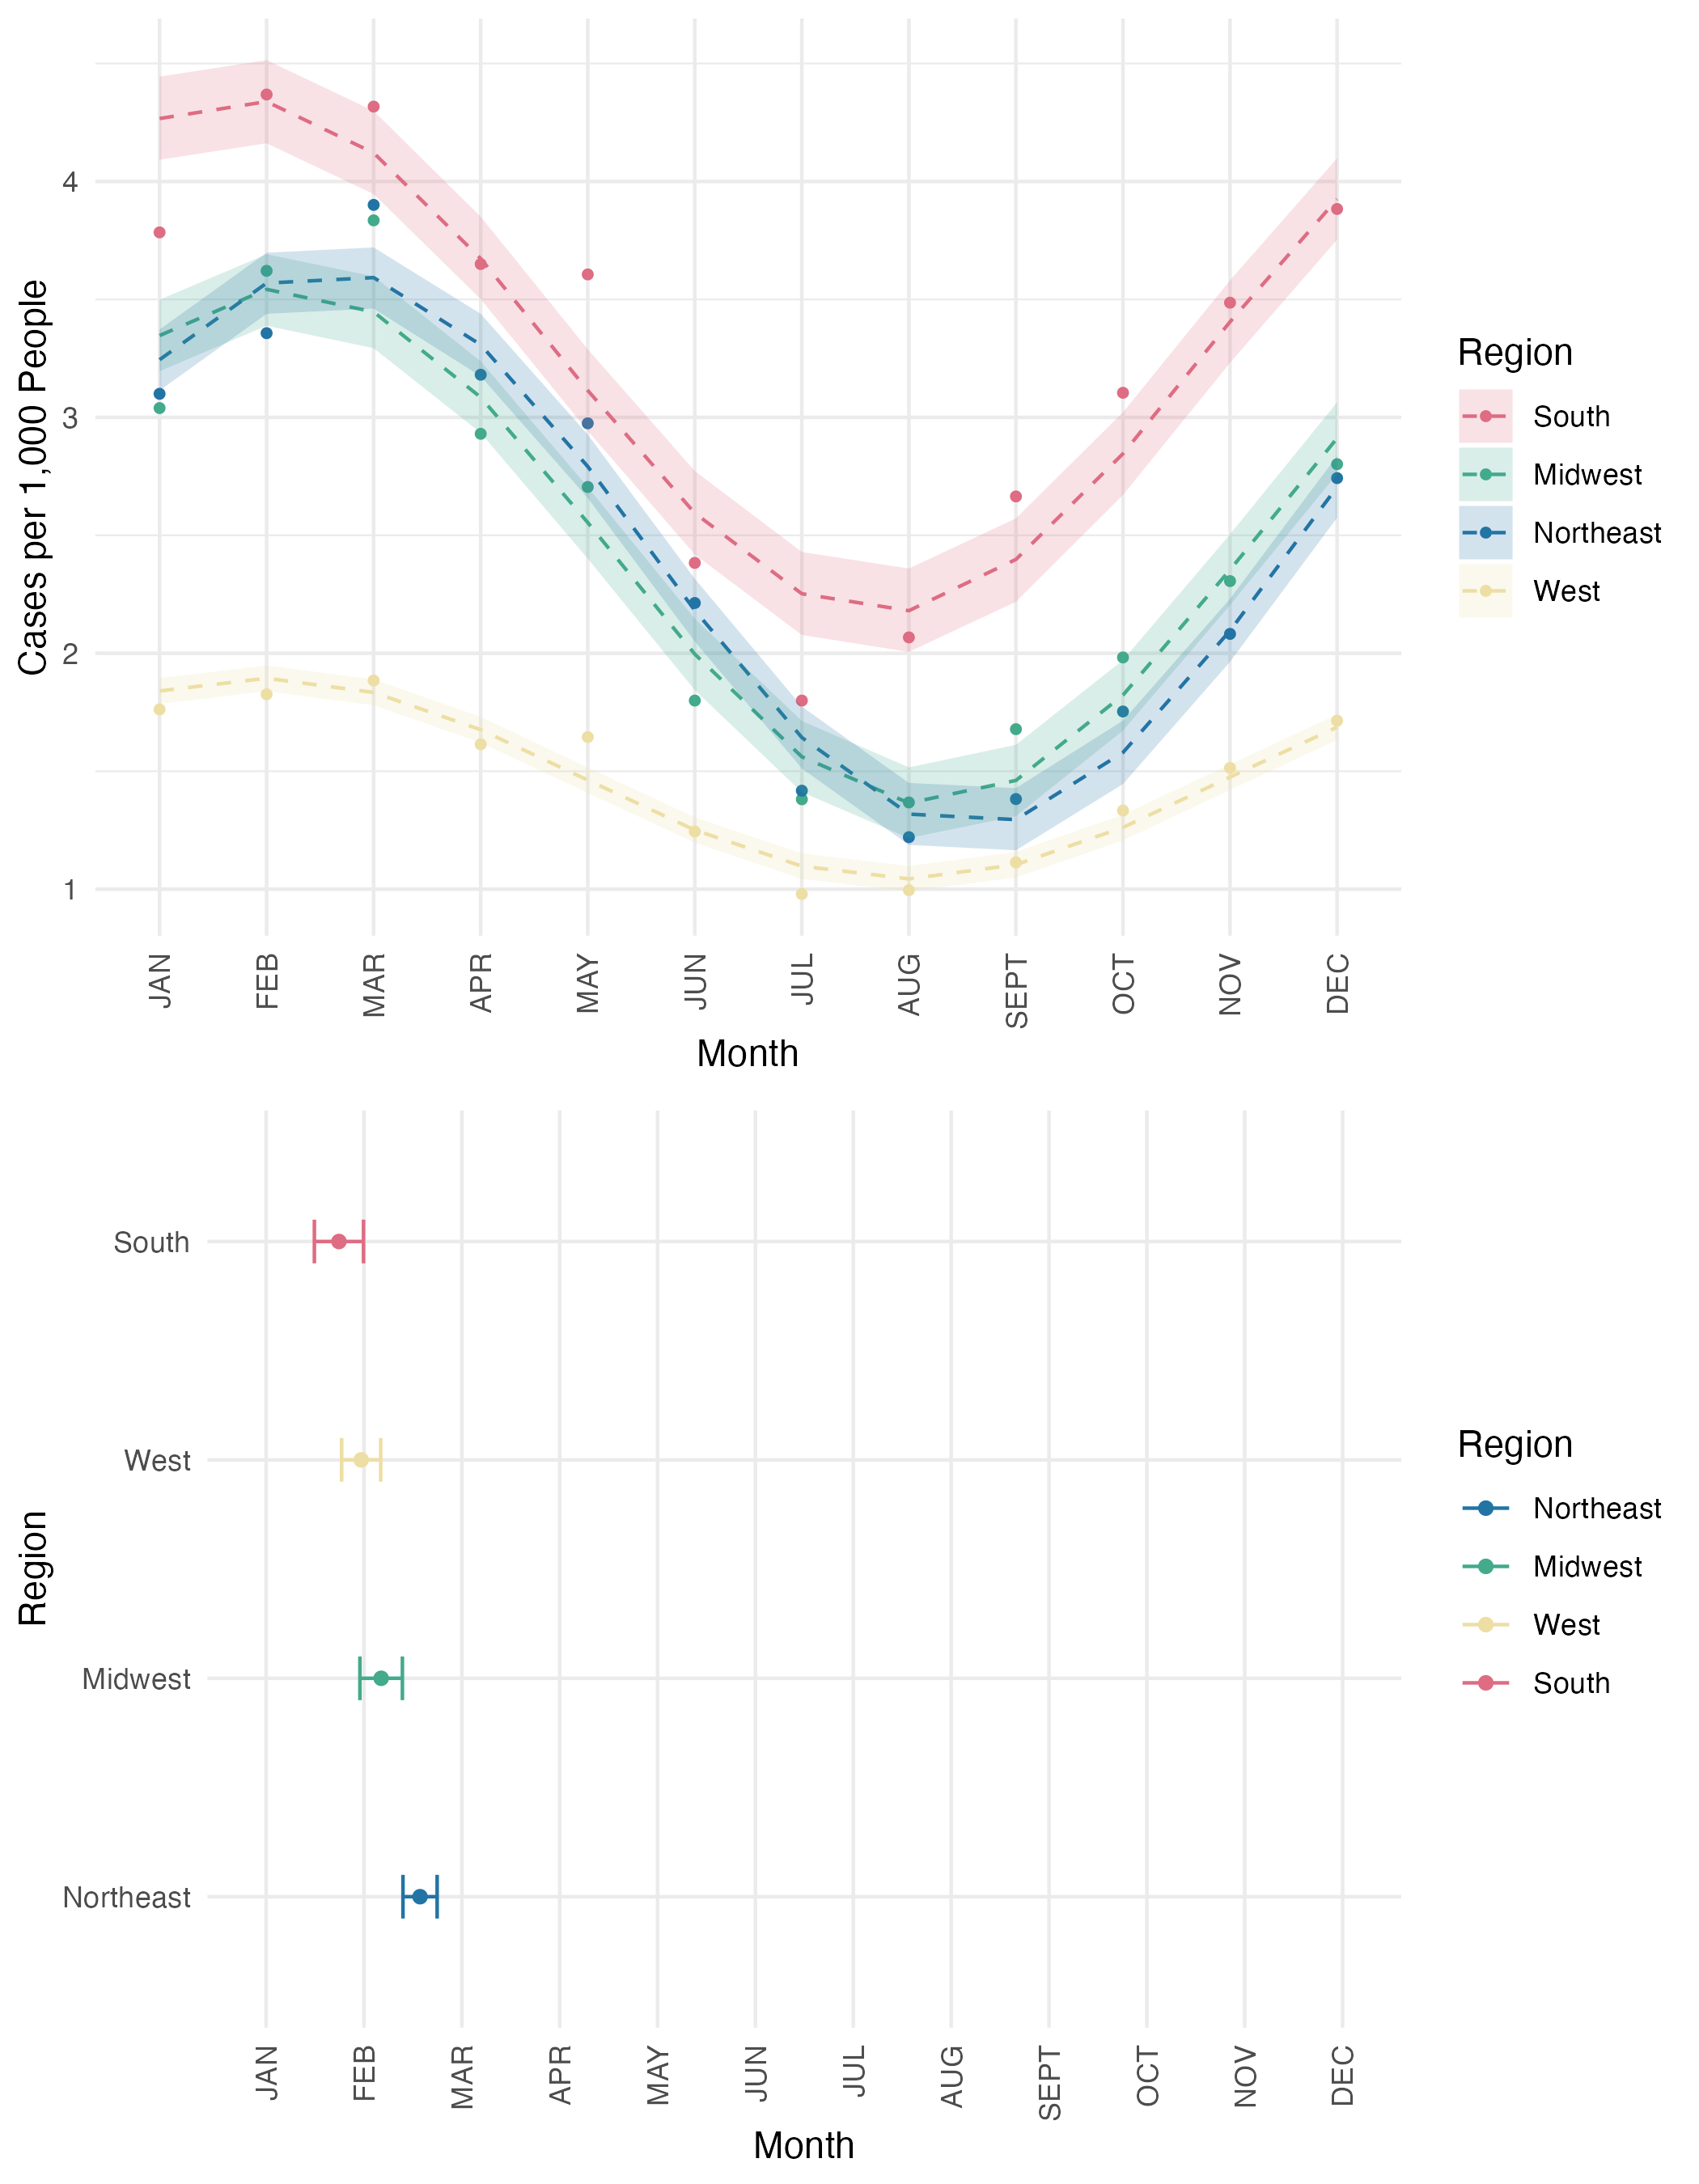 Cases per 1,000 People
4
3
2
1
JAN
FEB
MAR
APR
MAY
JUN
JUL
AUG
SEPT
OCT
NOV
DEC
Month
Region
South
Midwest
Northeast
West
Region
South
West
Midwest
Northeast
JAN
FEB
MAR
APR
MAY
JUN
JUL
AUG
SEPT
OCT
NOV
DEC
Month
Region
Northeast
Midwest
West
South